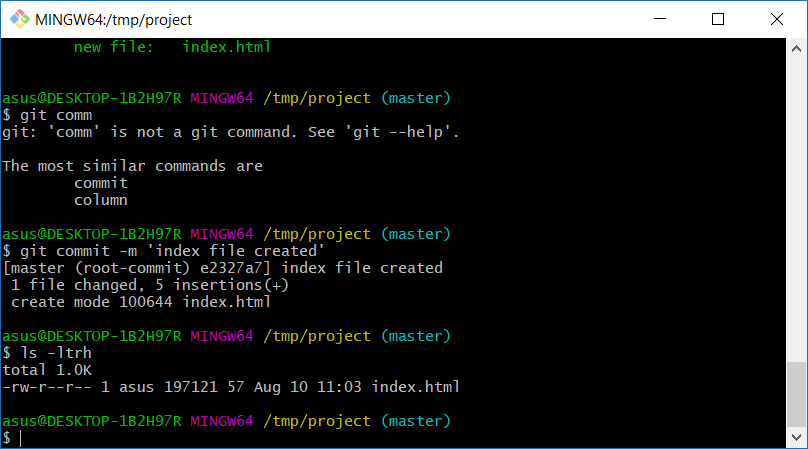 MINGW64:/tmp/project
        new file:   index.html
asus@DESKTOP-1B2H97R MINGW64 /tmp/project (master)
$ git comm
git: 'comm' is not a git command. See 'git --help'.
The most similar commands are
        commit
        column
asus@DESKTOP-1B2H97R MINGW64 /tmp/project (master)
$ git commit -m 'index file created'
[master (root-commit) e2327a7] index file created
 1 file changed, 5 insertions(+)
 create mode 100644 index.html
asus@DESKTOP-1B2H97R MINGW64 /tmp/project (master)
$ ls -ltrh
total 1.0K
-rw-r--r-- 1 asus 197121 57 Aug 10 11:03 index.html
asus@DESKTOP-1B2H97R MINGW64 /tmp/project (master)
$